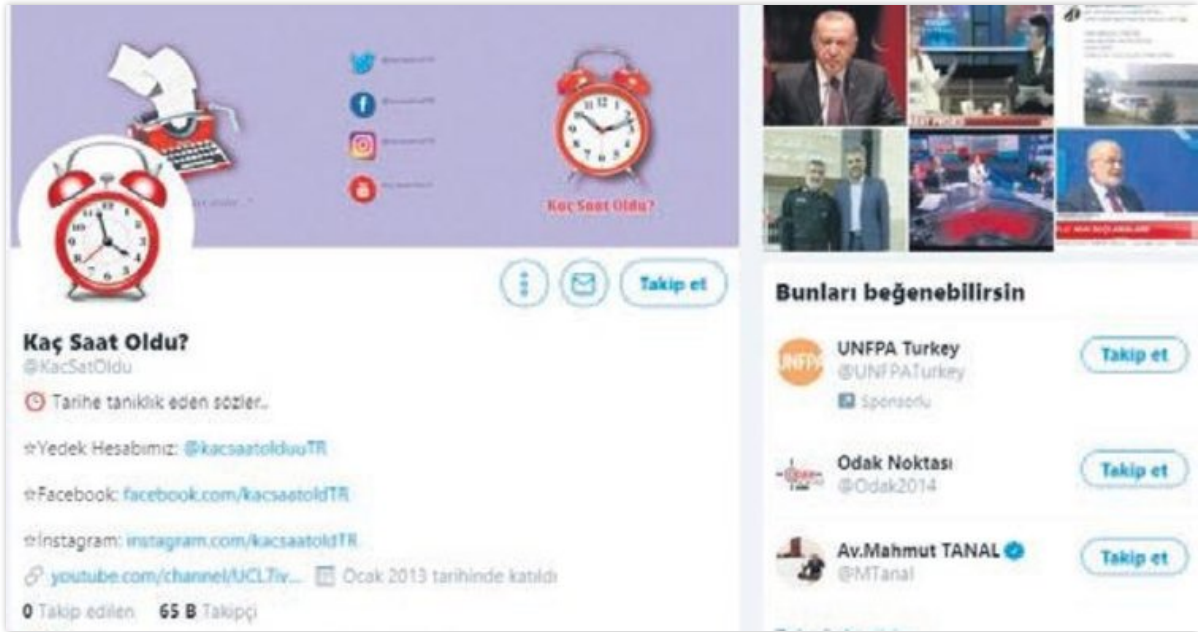 Kaç Saat Oldu?
Takip et
Kaç Saat Oldu?
@KacSatOldu
Tarihe tanıklık eden sözler..
☆Yedek Hesabımız: @kacsaatolduuTR
☆Facebook: facebook.com/kacsaatoldTR
☆İnstagram: instagram.com/kacsaatoldTR
youtube.com/channel/UCL7iv... Ocak 2013 tarihinde katıldı
0 Takip edilen 65 B Takipçi
Bunları beğenebilirsin
UNFPA
UNFPA Turkey
@UNFPATurkey
Takip et
Sponsorlu
Odak Noktası
@Odak2014
Takip et
Av.Mahmut TANAL
@MTanal
Takip et